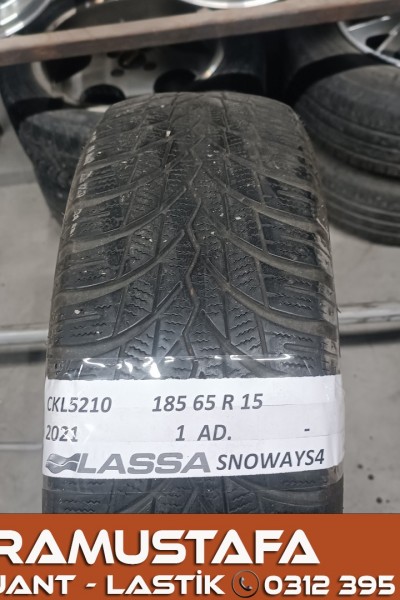 CKL5210 185 65 R 15
2021 1 AD. -
LASSA SNOWAYS4
RAMUSTAFA
JANT - LASTİK 0312 395